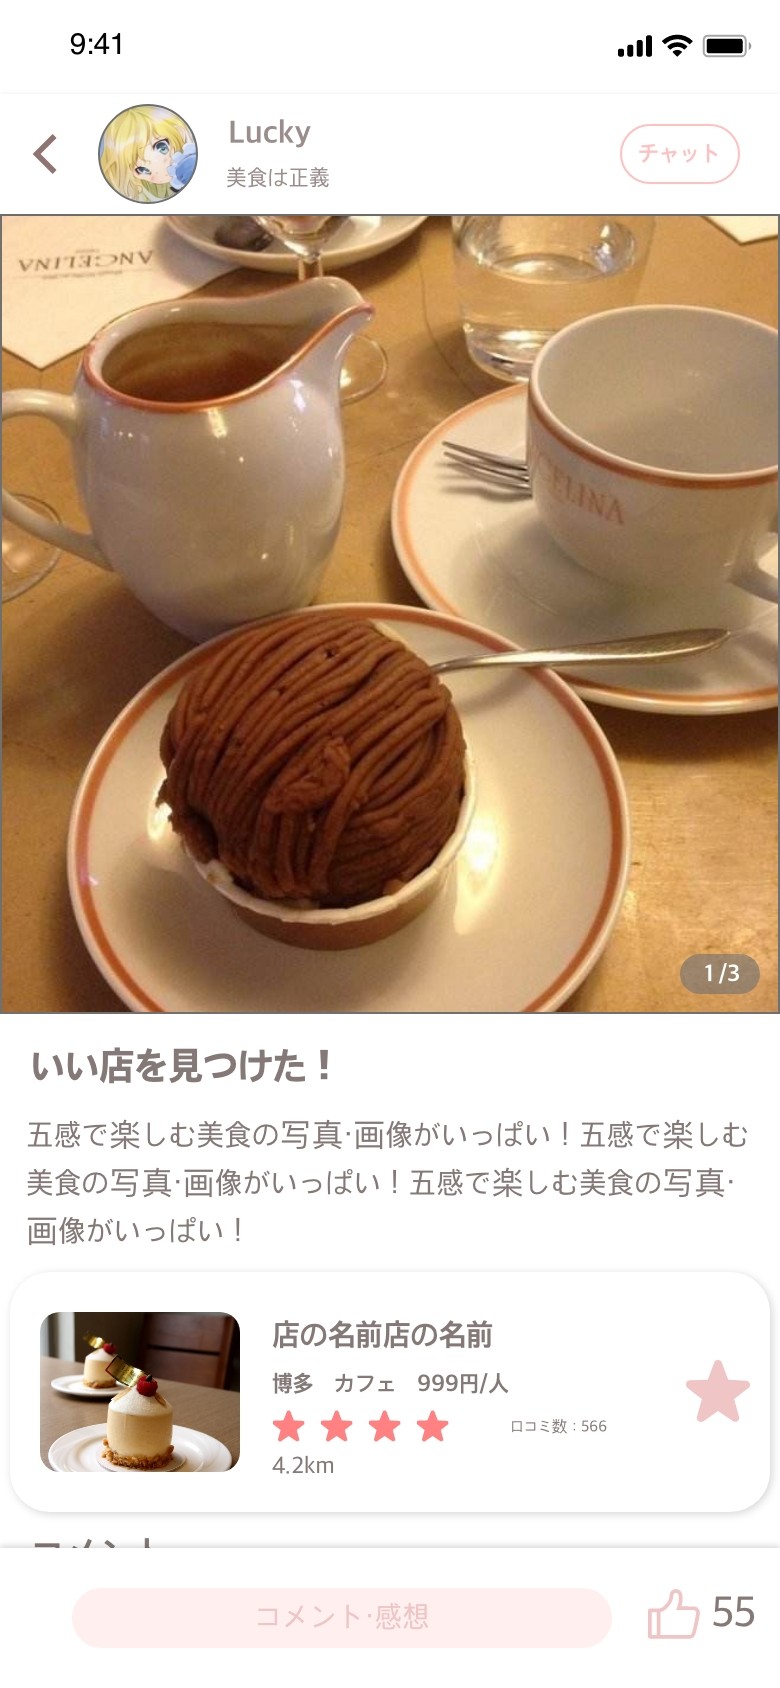 9:41
Lucky
美食は正義
チャット
ANGELINA
ANGELINA
1/3
いい店を見つけた！
五感で楽しむ美食の写真·画像がいっぱい！五感で楽しむ
美食の写真·画像がいっぱい！五感で楽しむ美食の写真·
画像がいっぱい！
店の名前店の名前
博多　カフェ　999円/人
口コミ数：566
4.2km
コメント
コメント·感想
55